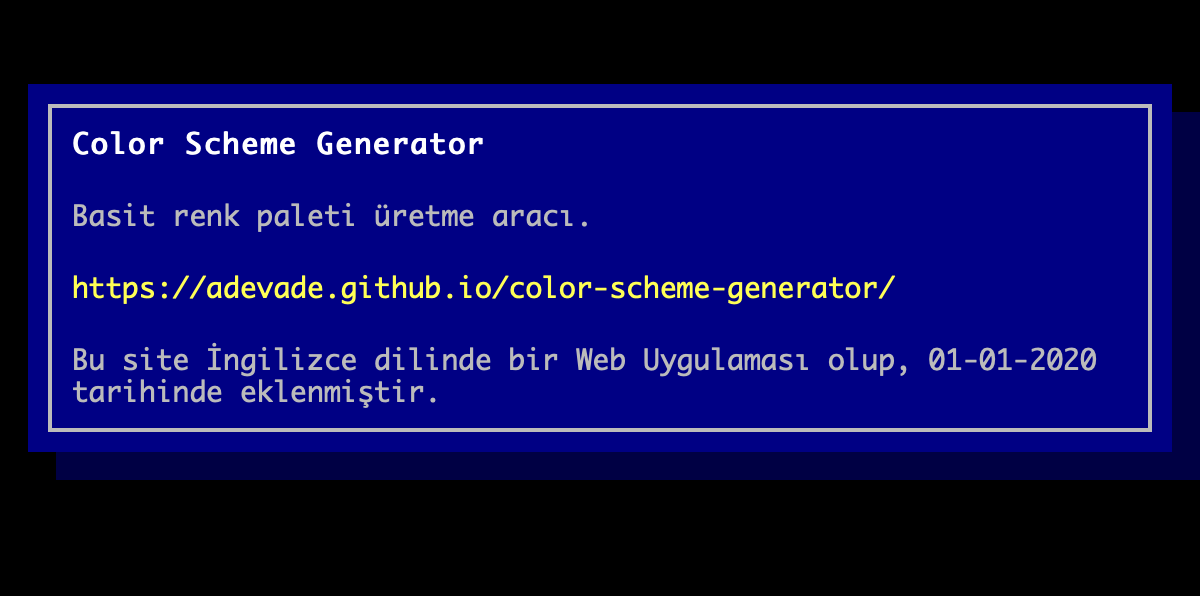 Color Scheme Generator
Basit renk paleti üretme aracı.
https://adevade.github.io/color-scheme-generator/
Bu site İngilizce dilinde bir Web Uygulaması olup, 01-01-2020
tarihinde eklenmiştir.